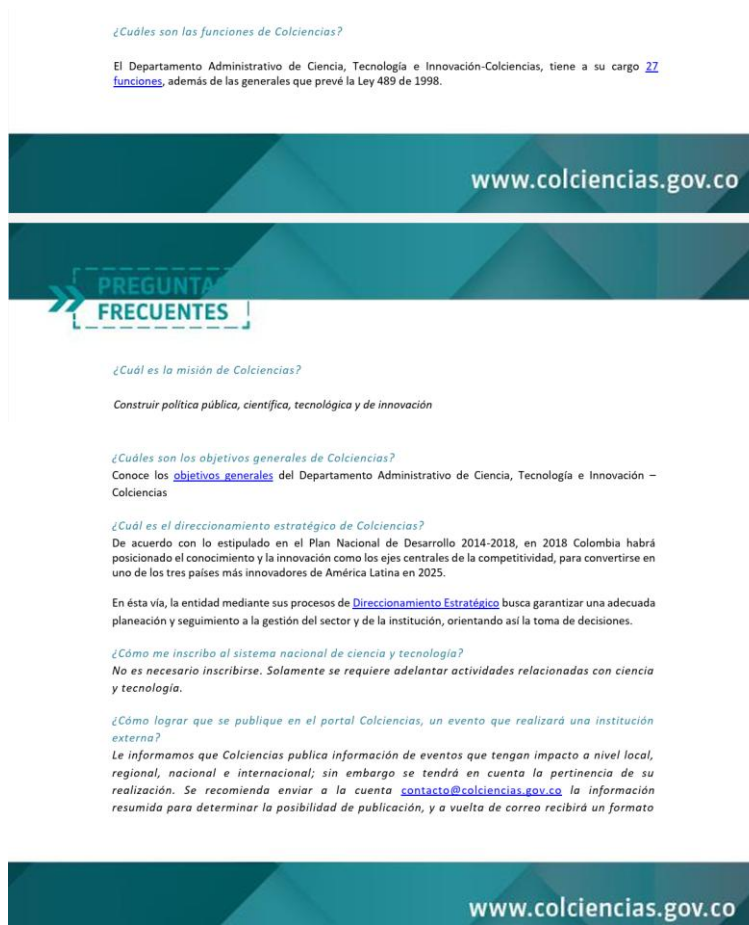 ¿Cuáles son las funciones de Colciencias?
El Departamento Administrativo de Ciencia, Tecnología e Innovación-Colciencias, tiene a su cargo 27
funciones, además de las generales que prevé la Ley 489 de 1998.
www.colciencias.gov.co
PREGUNTAS
FRECUENTES
¿Cuál es la misión de Colciencias?
Construir política pública, científica, tecnológica y de innovación
¿Cuáles son los objetivos generales de Colciencias?
Conoce los objetivos generales del Departamento Administrativo de Ciencia, Tecnología e Innovación –
Colciencias
¿Cuál es el direccionamiento estratégico de Colciencias?
De acuerdo con lo estipulado en el Plan Nacional de Desarrollo 2014-2018, en 2018 Colombia habrá
posicionado el conocimiento y la innovación como los ejes centrales de la competitividad, para convertirse en
uno de los tres países más innovadores de América Latina en 2025.
En ésta vía, la entidad mediante sus procesos de Direccionamiento Estratégico busca garantizar una adecuada
planeación y seguimiento a la gestión del sector y de la institución, orientando así la toma de decisiones.
¿Cómo me inscribo al sistema nacional de ciencia y tecnología?
No es necesario inscribirse. Solamente se requiere adelantar actividades relacionadas con ciencia
y tecnología.
¿Cómo lograr que se publique en el portal Colciencias, un evento que realizará una institución
externa?
Le informamos que Colciencias publica información de eventos que tengan impacto a nivel local,
regional, nacional e internacional; sin embargo se tendrá en cuenta la pertinencia de su
realización. Se recomienda enviar a la cuenta contacto@colciencias.gov.co la información
resumida para determinar la posibilidad de publicación, y a vuelta de correo recibirá un formato
www.colciencias.gov.co